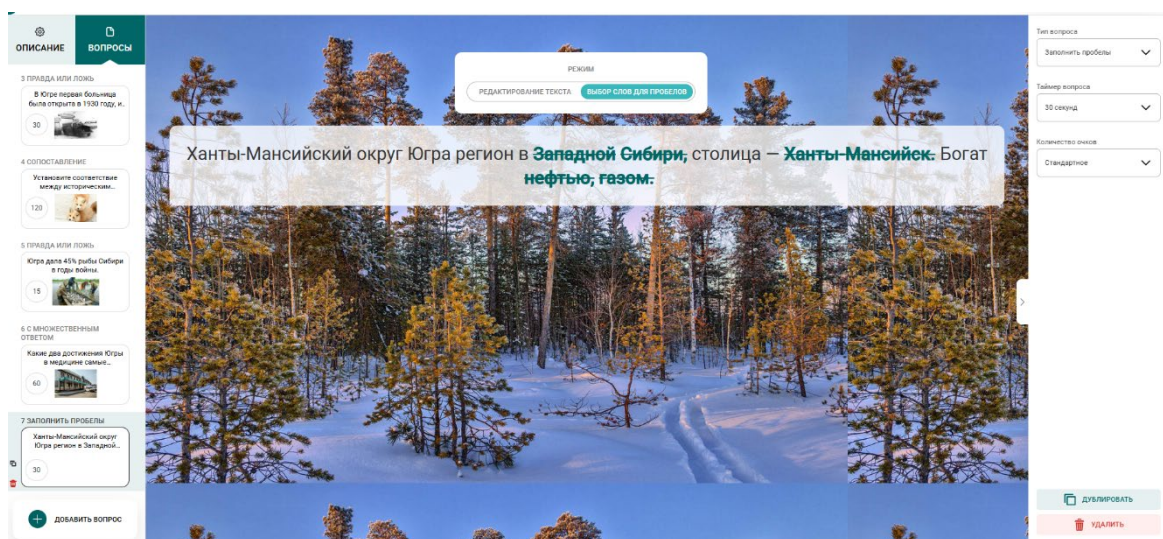 ОПИСАНИЕ
ВОПРОСЫ
3 ПРАВДА ИЛИ ЛОЖЬ
В Югре первая больница
была открыта в 1930 году, и..
30
4 СОПОСТАВЛЕНИЕ
Установите соответствие
между историческим...
120
5 ПРАВДА ИЛИ ЛОЖЬ
Югра дала 45% рыбы Сибири
в годы войны.
15
6 С МНОЖЕСТВЕННЫМ
ОТВЕТОМ
Какие два достижения Югры
в медицине самые...
60
7 ЗАПОЛНИТЬ ПРОБЕЛЫ
Ханты-Мансийский округ
Югра регион в Западной...
30
ДОБАВИТЬ ВОПРОС
РЕЖИМ
РЕДАКТИРОВАНИЕ ТЕКСТА ВЫБОР СЛОВ ДЛЯ ПРОБЕЛОВ
Ханты-Мансийский округ Югра регион в Западной Сибири, столица — Ханты-Мансийск. Богат
нефтью, газом.
Тип вопроса
Заполнить пробелы
Таймер вопроса
30 секунд
Количество очков
Стандартное
ДУБЛИРОВАТЬ
УДАЛИТЬ